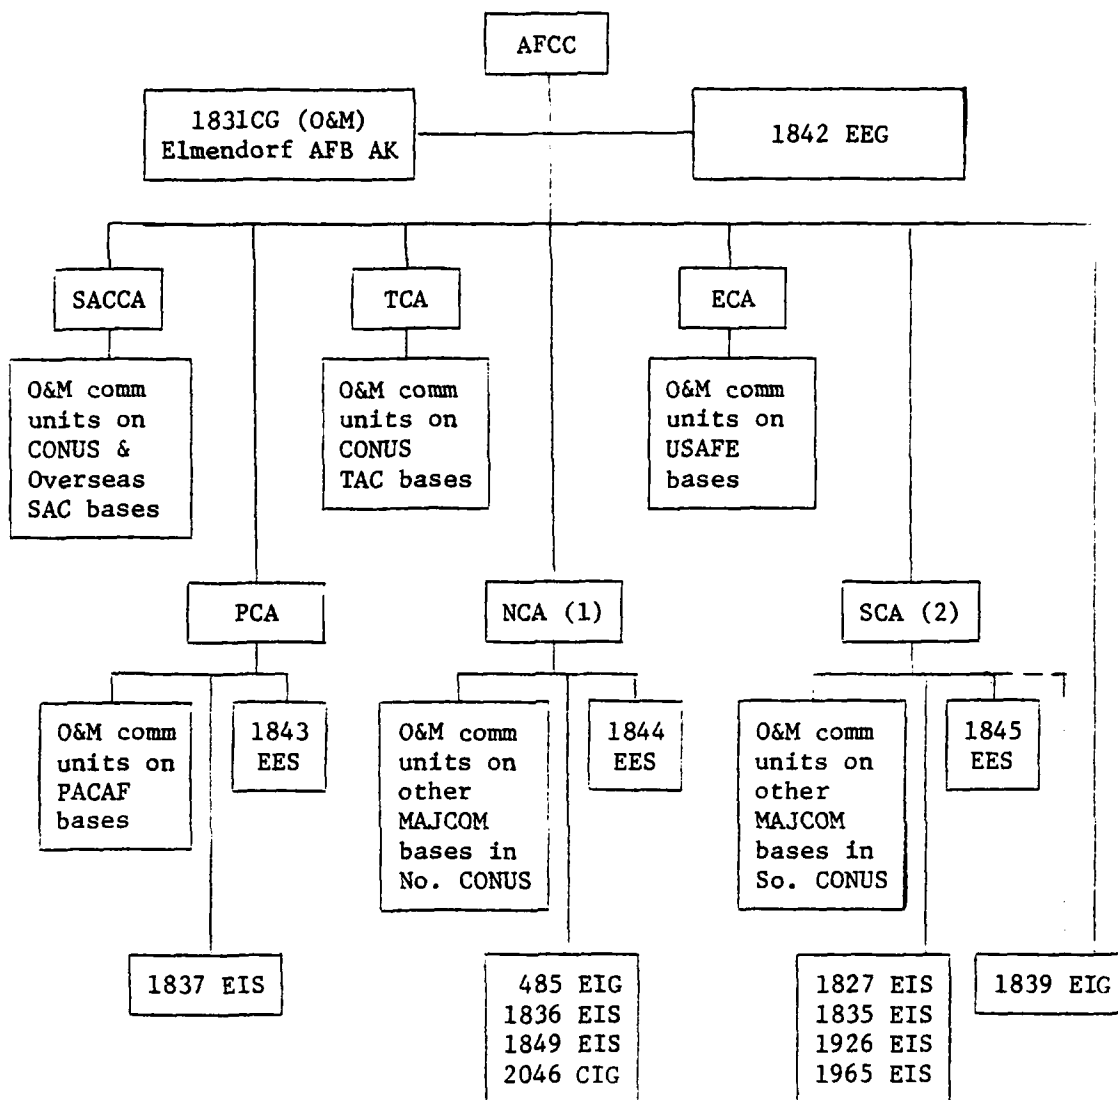 AFCC
1831CG (O&M)
Elmendorf AFB AK
1842 EEG
SACCA
TCA
ECA
O&M comm
units on
CONUS &
Overseas
SAC bases
O&M comm
units on
CONUS
TAC bases
O&M comm
units on
USAFE
bases
PCA
NCA (1)
SCA (2)
O&M comm
units on
PACAF
bases
1843
EES
O&M comm
units on
other
MAJCOM
bases in
No. CONUS
1844
EES
O&M comm
units on
other
MAJCOM
bases in
So. CONUS
1845
EES
1837 EIS
485 EIG
1836 EIS
1849 EIS
2046 CIG
1827 EIS
1835 EIS
1926 EIS
1965 EIS
1839 EIG